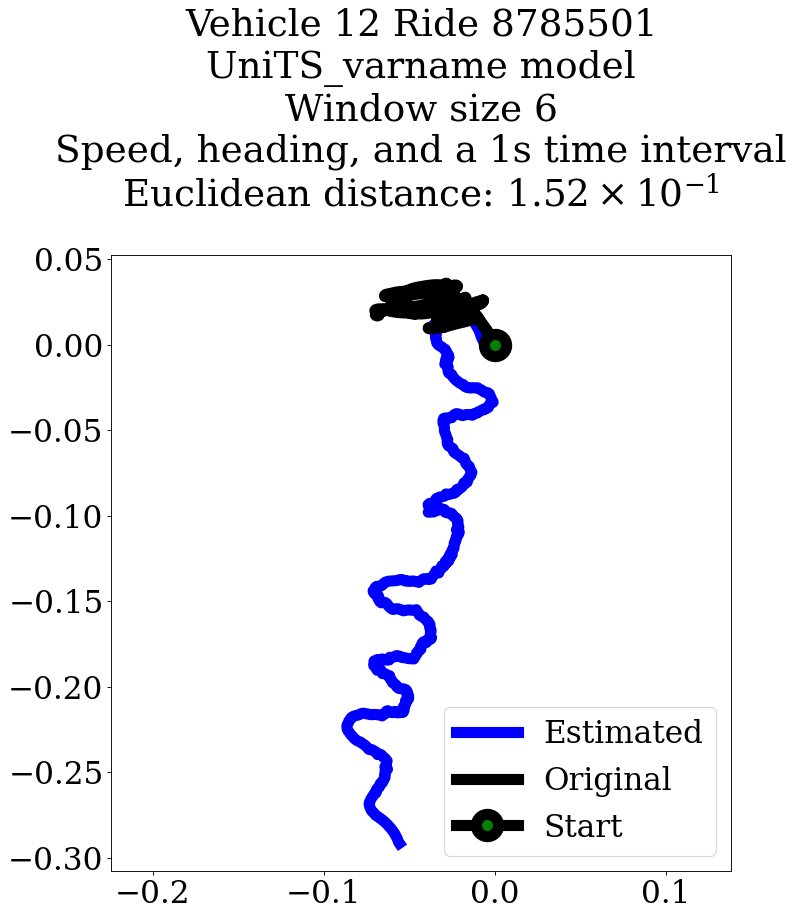 Vehicle 12 Ride 8785501
UniTS_varname model
Window size 6
Speed, heading, and a 1s time interval
Euclidean distance: 1.52 × 10⁻¹
0.05
0.00
−0.05
−0.10
−0.15
−0.20
−0.25
−0.30
Estimated
Original
Start
−0.2
−0.1
0.0
0.1